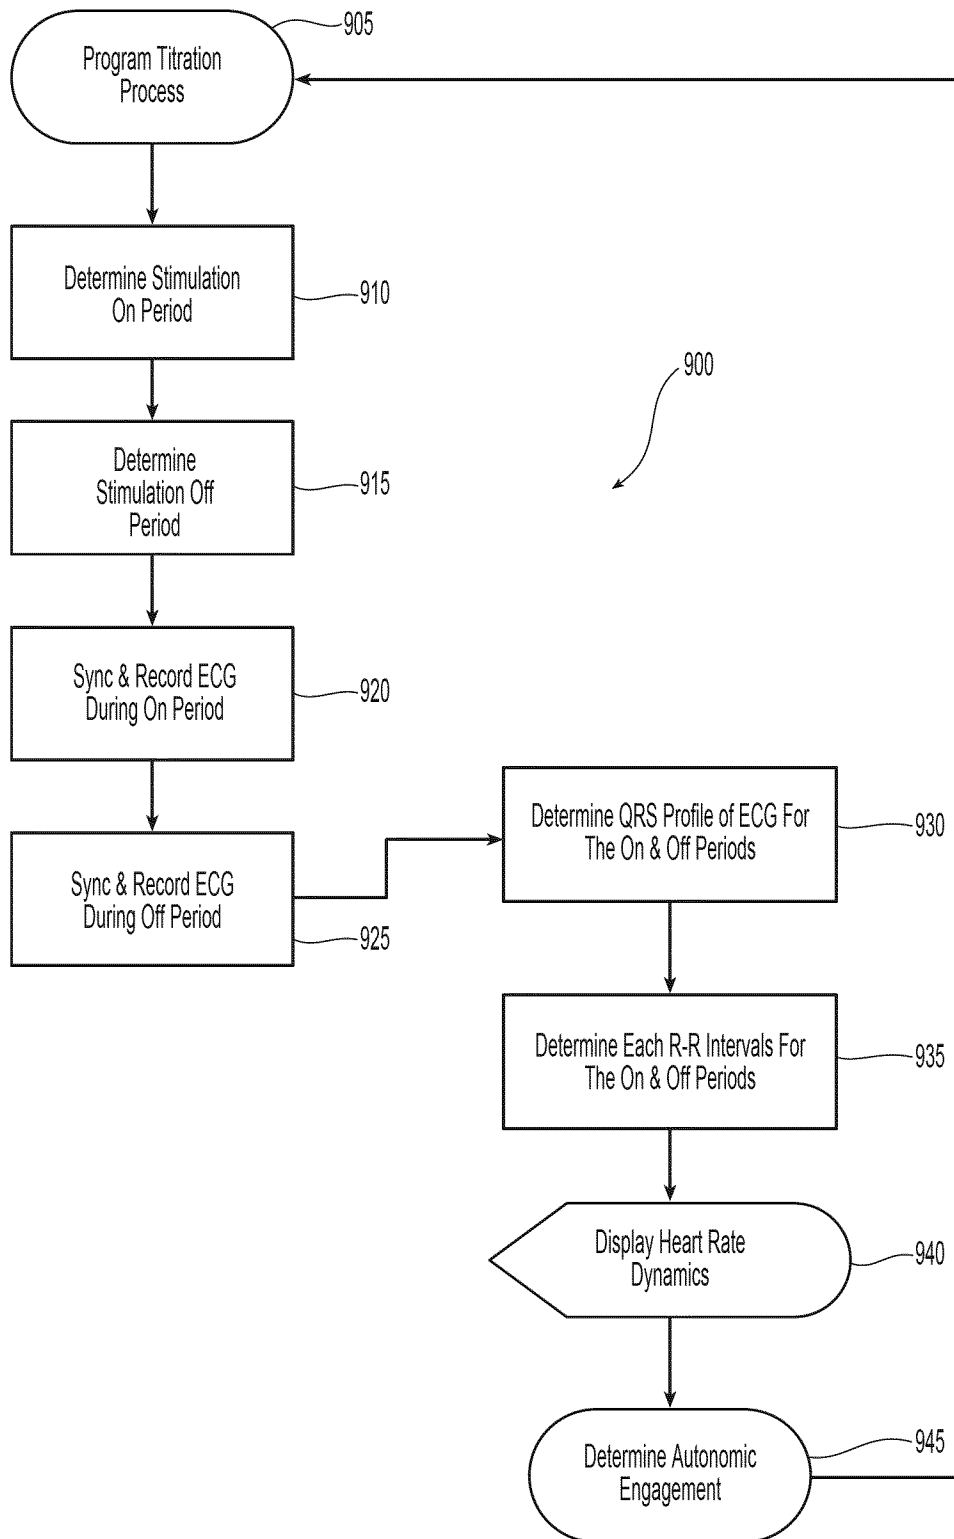 905
Program Titration
Process
Determine Stimulation
On Period
910
900
Determine
Stimulation Off
Period
915
Sync & Record ECG
During On Period
920
Sync & Record ECG
During Off Period
925
Determine QRS Profile of ECG For
The On & Off Periods
930
Determine Each R-R Intervals For
The On & Off Periods
935
Display Heart Rate
Dynamics
940
Determine Autonomic
Engagement
945